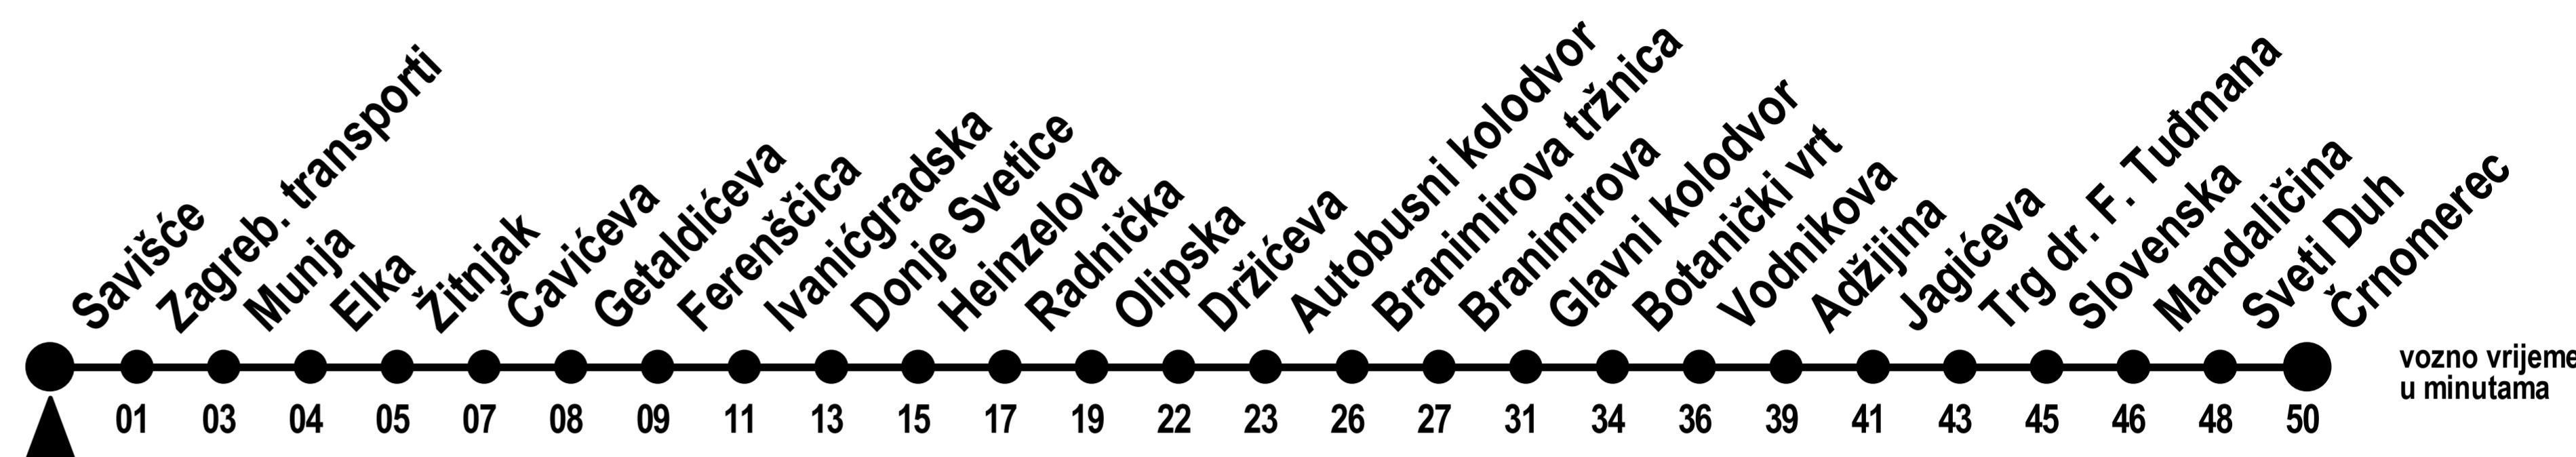 Savišće
Zagreb. transporti
Munja
Elka
Žitnjak
Čavićeva
Getaldićeva
Ferenščica
Ivanićgradska
Donje Svetice
Heinzelova
Radnička
Olipska
Držićeva
Autobusni kolodvor
Branimirova tržnica
Branimirova
Glavni kolodvor
Botanički vrt
Vodnikova
Adžijina
Jagićeva
Trg dr. F. Tuđmana
Slovenska
Mandaličina
Sveti Duh
Črnomerec
01 03 04 05 07 08 09 11 13 15 17 19 22 23 26 27 31 34 36 39 41 43 45 46 48 50
vozno vrijeme
u minutama